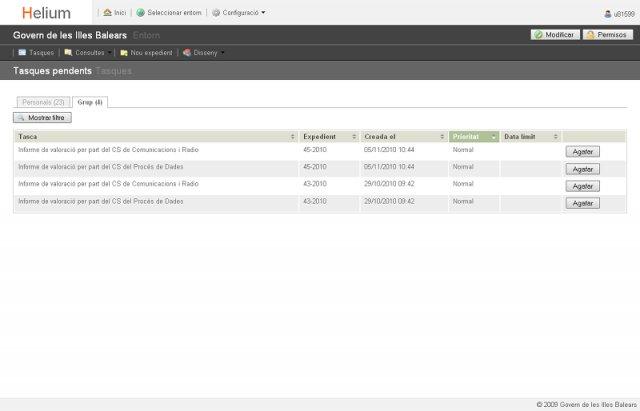 Helium
Inici
Seleccionar entorn
Configuració
u81599
Govern de les Illes Balears Entorn
Modificar
Permisos
Tasques
Consultes
Nou expedient
Disseny
Tasques pendents Tasques
Personals (23)
Grup (4)
Mostrar filtre
Tasca Expedient Creada el Prioritat Data límit
Informe de valoració per part del CS de Comunicacions i Radio 45-2010 05/11/2010 10:44 Normal Agafar
Informe de valoració per part del CS del Procés de Dades 45-2010 05/11/2010 10:44 Normal Agafar
Informe de valoració per part del CS de Comunicacions i Radio 43-2010 29/10/2010 09:42 Normal Agafar
Informe de valoració per part del CS del Procés de Dades 43-2010 29/10/2010 09:42 Normal Agafar
© 2009 Govern de les Illes Balears